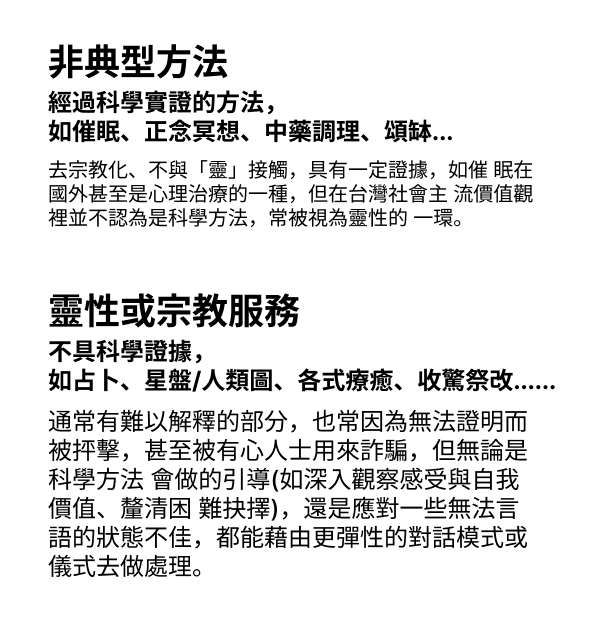 非典型方法
經過科學實證的方法，
如催眠、正念冥想、中藥調理、頌缽...
去宗教化、不與「靈」接觸，具有一定證據，如催 眠在
國外甚至是心理治療的一種，但在台灣社會主 流價值觀
裡並不認為是科學方法，常被視為靈性的 一環。
靈性或宗教服務
不具科學證據，
如占卜、星盤/人類圖、各式療癒、收驚祭改......
通常有難以解釋的部分，也常因為無法證明而
被抨擊，甚至被有心人士用來詐騙，但無論是
科學方法 會做的引導(如深入觀察感受與自我
價值、釐清困 難抉擇)，還是應對一些無法言
語的狀態不佳，都能藉由更彈性的對話模式或
儀式去做處理。